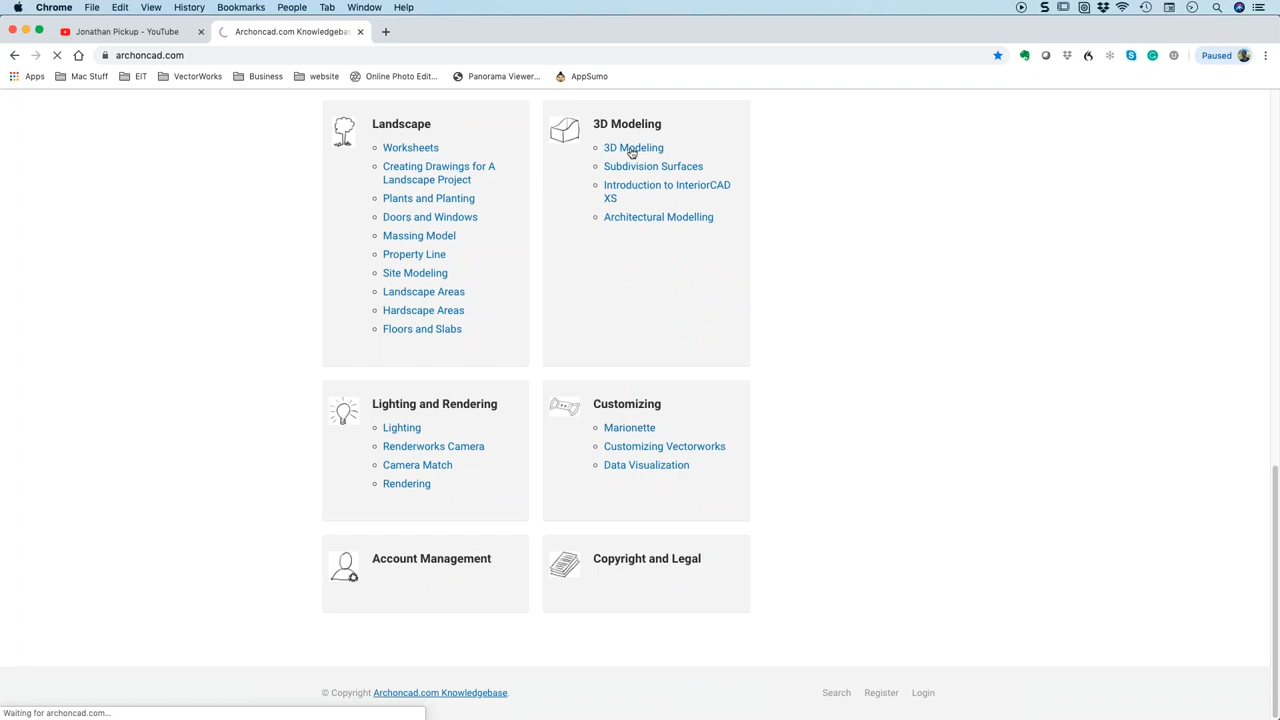 Chrome File Edit View History Bookmarks People Tab Window Help
Jonathan Pickup - YouTube
Archoncad.com Knowledgebas
archoncad.com
Paused
Apps Mac Stuff EIT VectorWorks Business website Online Photo Edit... Panorama Viewer... AppSumo
Landscape
Worksheets
Creating Drawings for A
Landscape Project
Plants and Planting
Doors and Windows
Massing Model
Property Line
Site Modeling
Landscape Areas
Hardscape Areas
Floors and Slabs
3D Modeling
3D Modeling
Subdivision Surfaces
Introduction to InteriorCAD
XS
Architectural Modelling
Lighting and Rendering
Lighting
Renderworks Camera
Camera Match
Rendering
Customizing
Marionette
Customizing Vectorworks
Data Visualization
Account Management
Copyright and Legal
© Copyright Archoncad.com Knowledgebase.
Search Register Login
Waiting for archoncad.com...